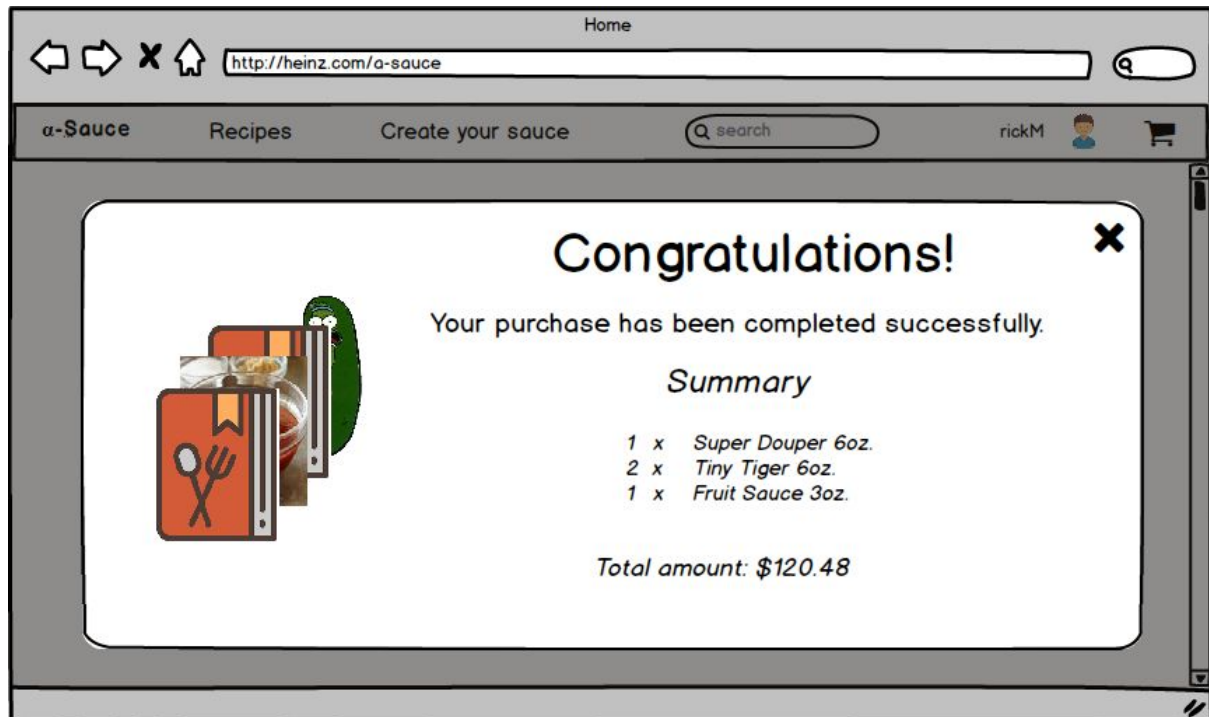 Home
http://heinz.com/a-sauce
α-Sauce Recipes Create your sauce search rickM
Congratulations!
Your purchase has been completed successfully.
Summary
1 x Super Douper 6oz.
2 x Tiny Tiger 6oz.
1 x Fruit Sauce 3oz.
Total amount: $120.48